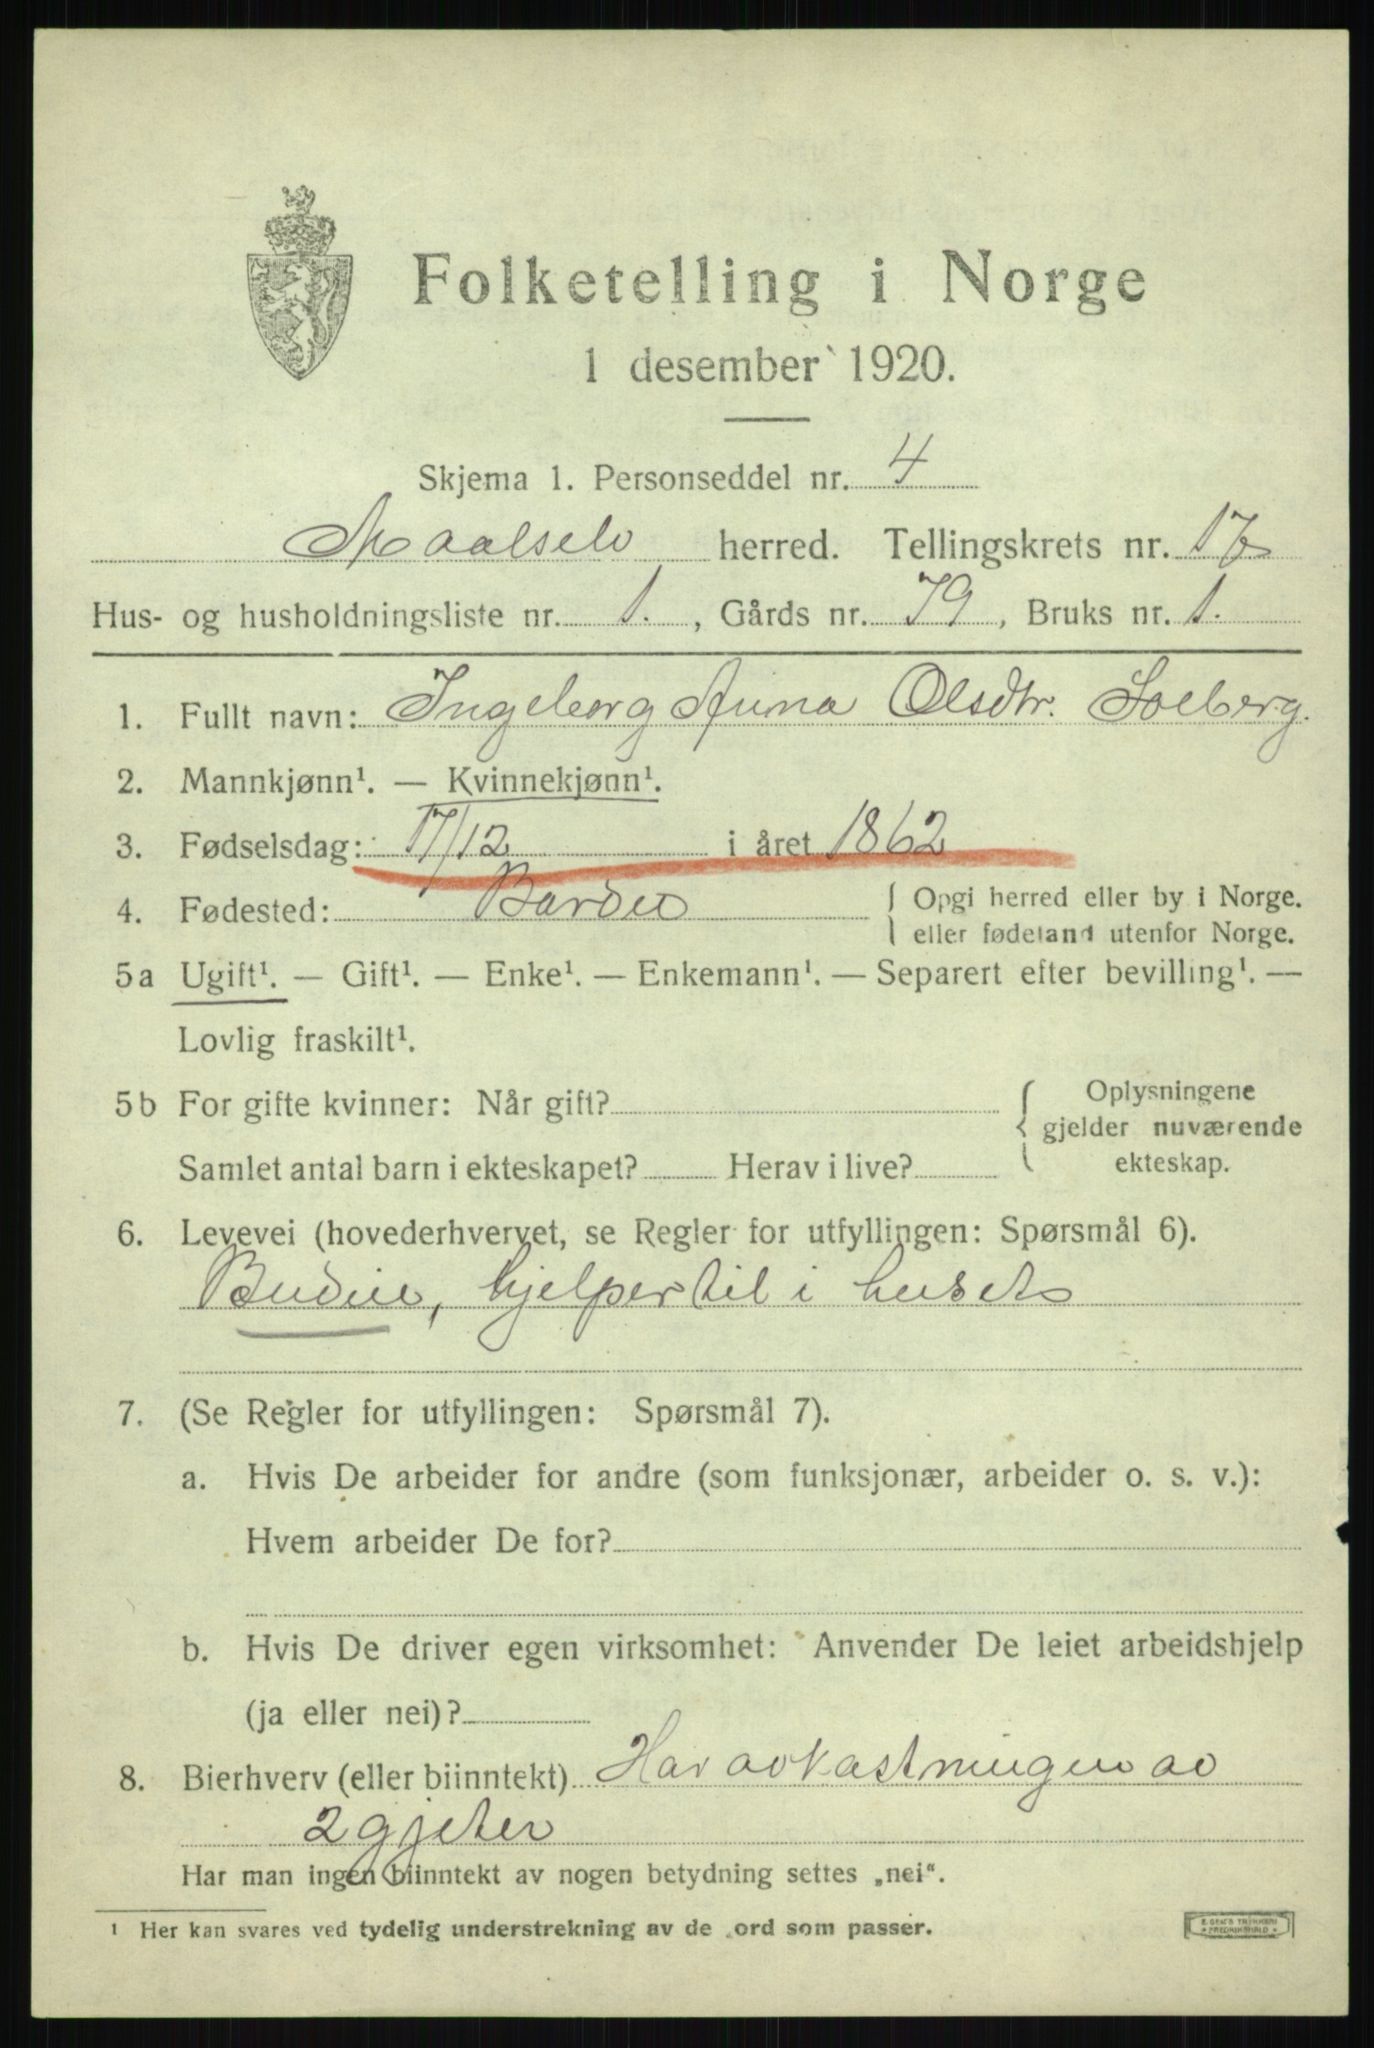 Folketelling i Norge
1 desember 1920.
Skjema 1. Personseddel nr. 4
Maalselv herred. Tellingskrets nr. 17
Hus- og husholdningsliste nr. 1. , Gårds nr. 79 , Bruks nr. 1.
1. Fullt navn: Ingeborg Anna Olsdtr. Solberg.
2. Mannkjønn¹. — Kvinnekjønn¹.
3. Fødselsdag: 17/12 i året 1862
4. Fødested: Bardu { Opgi herred eller by i Norge.
eller fødeland utenfor Norge.
5a Ugift¹. — Gift¹. — Enke¹. — Enkemann¹. — Separert efter bevilling¹. —
Lovlig fraskilt¹.
5b For gifte kvinner: Når gift? { Oplysningene
gjelder nuværende
Samlet antal barn i ekteskapet? Herav i live? ekteskap.
6. Levevei (hovederhvervet, se Regler for utfyllingen: Spørsmål 6).
Budeie, hjelper til i huset
7. (Se Regler for utfyllingen: Spørsmål 7).
a. Hvis De arbeider for andre (som funksjonær, arbeider o. s. v.):
Hvem arbeider De for?
b. Hvis De driver egen virksomhet: Anvender De leiet arbeidshjelp
(ja eller nei)?
8. Bierhverv (eller biinntekt) Har avkastningen av
2 gjeter
Har man ingen biinntekt av nogen betydning settes „nei“.
¹ Her kan svares ved tydelig understrekning av de ord som passer.